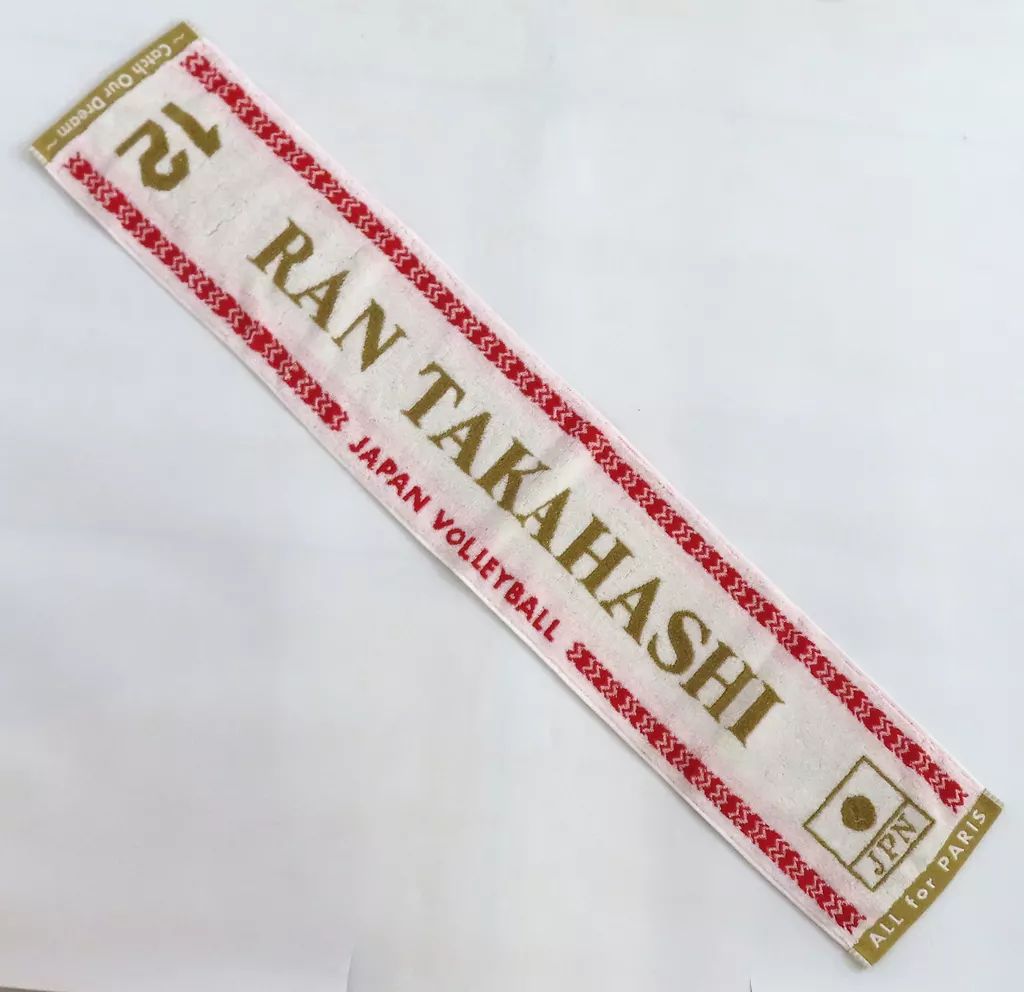 ~ Catch Our Dream ~
12
RAN TAKAHASHI
JAPAN VOLLEYBALL
JPN
ALL for PARIS